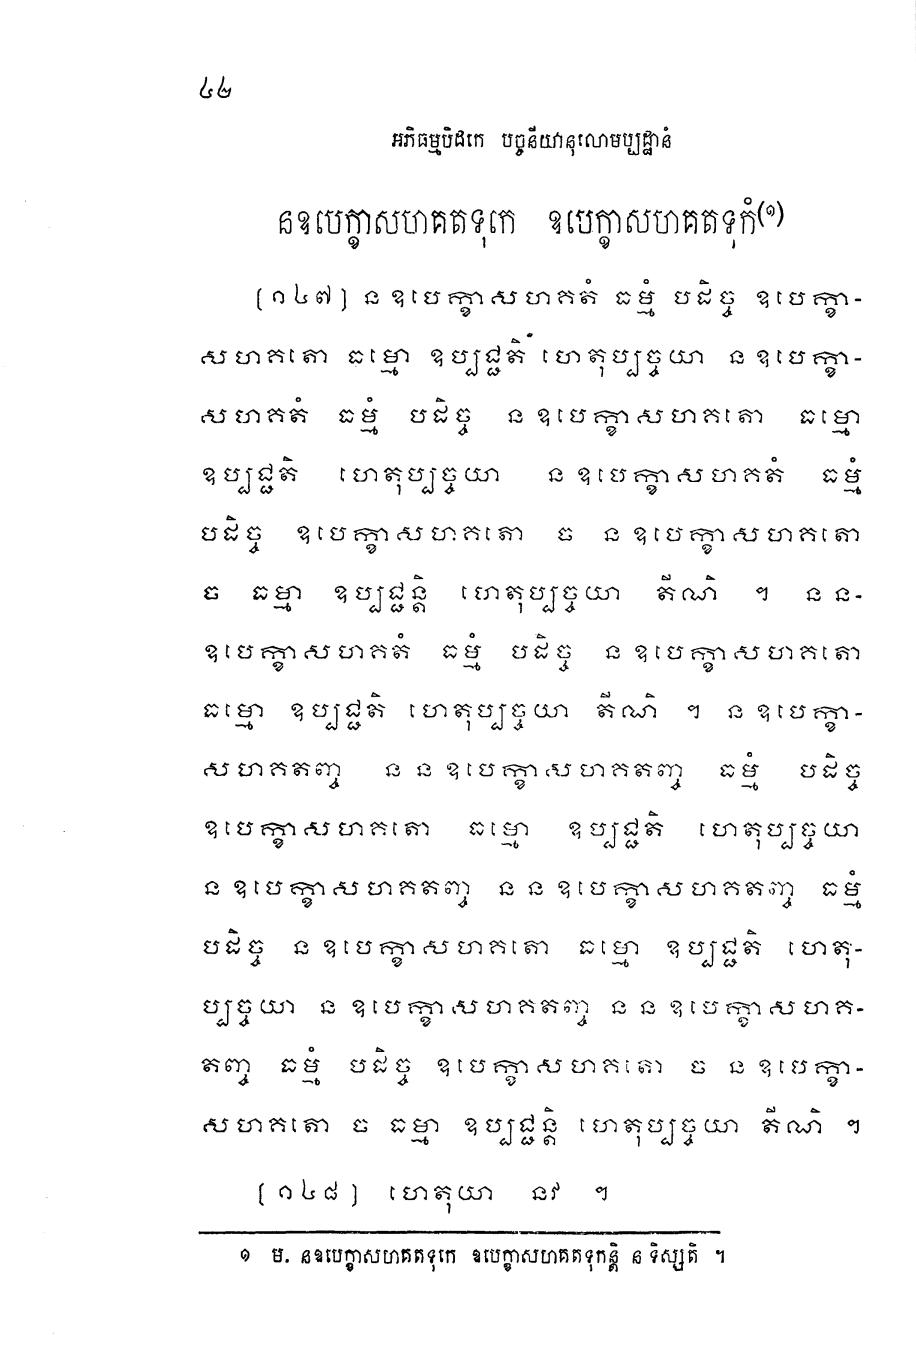 ៤២
អភិធម្មបិដកេ បច្ចនីយានុលោមប្បដ្ឋានំ
នឧបេក្ខាសហគតទុកេ ឧបេក្ខាសហគតទុកំ(១)
(១៤៧) នឧបេក្ខាសហគតំ ធម្មំ បដិច្ច ឧបេក្ខា-
សហគតោ ធម្មោ ឧប្បជ្ជតិ ហេតុប្បច្ចយា នឧបេក្ខា-
សហគតំ ធម្មំ បដិច្ច នឧបេក្ខាសហគតោ ធម្មោ
ឧប្បជ្ជតិ ហេតុប្បច្ចយា នឧបេក្ខាសហគតំ ធម្មំ
បដិច្ច ឧបេក្ខាសហគតោ ច នឧបេក្ខាសហគតោ
ច ធម្មា ឧប្បជ្ជន្តិ ហេតុប្បច្ចយា តីណិ ។ នន-
ឧបេក្ខាសហគតំ ធម្មំ បដិច្ច នឧបេក្ខាសហគតោ
ធម្មោ ឧប្បជ្ជតិ ហេតុប្បច្ចយា តីណិ ។ នឧបេក្ខា-
សហគតញ្ច ននឧបេក្ខាសហគតញ្ច ធម្មំ បដិច្ច
ឧបេក្ខាសហគតោ ធម្មោ ឧប្បជ្ជតិ ហេតុប្បច្ចយា
នឧបេក្ខាសហគតញ្ច ននឧបេក្ខាសហគតញ្ច ធម្មំ
បដិច្ច នឧបេក្ខាសហគតោ ធម្មោ ឧប្បជ្ជតិ ហេតុ-
ប្បច្ចយា នឧបេក្ខាសហគតញ្ច ននឧបេក្ខាសហគ-
តញ្ច ធម្មំ បដិច្ច ឧបេក្ខាសហគតោ ច នឧបេក្ខា-
សហគតោ ច ធម្មា ឧប្បជ្ជន្តិ ហេតុប្បច្ចយា តីណិ ។
(១៤៨) ហេតុយា នវ ។
១ ម. នឧបេក្ខាសហគតទុកេ ឧបេក្ខាសហគតទុកន្តិ ន ទិស្សតិ ។